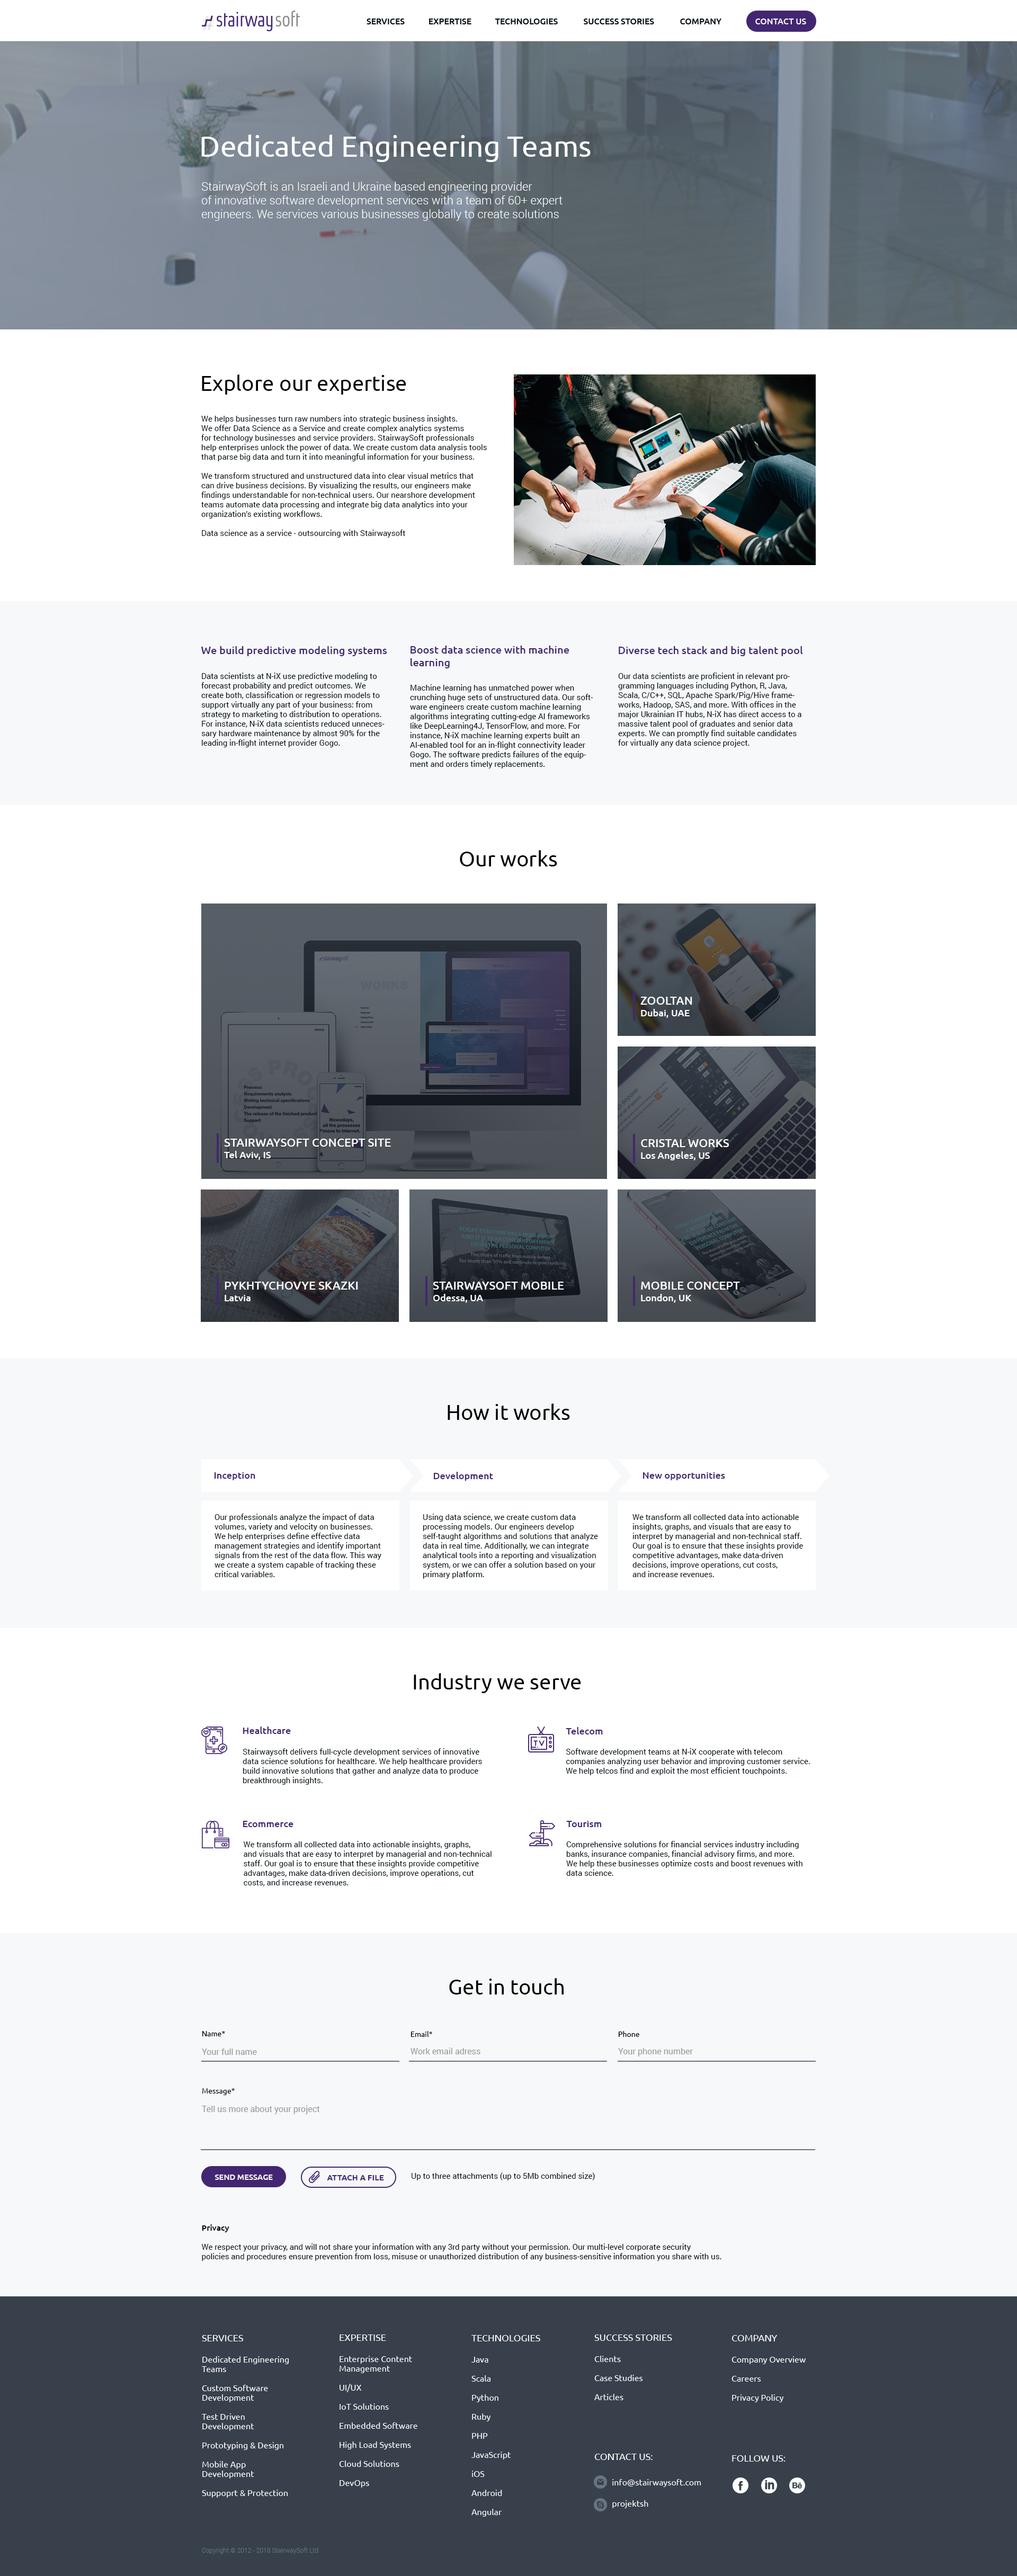 stairwaysoft
SERVICES EXPERTISE TECHNOLOGIES SUCCESS STORIES COMPANY CONTACT US
Dedicated Engineering Teams
StairwaySoft is an Israeli and Ukraine based engineering provider
of innovative software development services with a team of 60+ expert
engineers. We services various businesses globally to create solutions
Explore our expertise
We helps businesses turn raw numbers into strategic business insights.
We offer Data Science as a Service and create complex analytics systems
for technology businesses and service providers. StairwaySoft professionals
help enterprises unlock the power of data. We create custom data analysis tools
that parse big data and turn it into meaningful information for your business.
We transform structured and unstructured data into clear visual metrics that
can drive business decisions. By visualizing the results, our engineers make
findings understandable for non-technical users. Our nearshore development
teams automate data processing and integrate big data analytics into your
organization's existing workflows.
Data science as a service - outsourcing with Stairwaysoft
We build predictive modeling systems
Data scientists at N-iX use predictive modeling to
forecast probability and predict outcomes. We
create both, classification or regression models to
support virtually any part of your business: from
strategy to marketing to distribution to operations.
For instance, N-iX data scientists reduced unneces-
sary hardware maintenance by almost 90% for the
leading in-flight internet provider Gogo.
Boost data science with machine
learning
Machine learning has unmatched power when
crunching huge sets of unstructured data. Our soft-
ware engineers create custom machine learning
algorithms integrating cutting-edge AI frameworks
like DeepLearning4J, TensorFlow, and more. For
instance, N-iX machine learning experts built an
AI-enabled tool for an in-flight connectivity leader
Gogo. The software predicts failures of the equip-
ment and orders timely replacements.
Diverse tech stack and big talent pool
Our data scientists are proficient in relevant pro-
gramming languages including Python, R, Java,
Scala, C/C++, SQL, Apache Spark/Pig/Hive frame-
works, Hadoop, SAS, and more. With offices in the
major Ukrainian IT hubs, N-iX has direct access to a
massive talent pool of graduates and senior data
experts. We can promptly find suitable candidates
for virtually any data science project.
Our works
stairwaysoft
WORKS
Process:
Requirements analysis
Writing technical specifications
Development
The release of the finished product
Support
STAIRWAYSOFT CONCEPT SITE
Tel Aviv, IS
ZOOLTAN
Dubai, UAE
CRISTAL WORKS
Los Angeles, US
PYKHTYCHOVYE SKAZKI
Latvia
STAIRWAYSOFT MOBILE
Odessa, UA
MOBILE CONCEPT
London, UK
How it works
Inception
Our professionals analyze the impact of data
volumes, variety and velocity on businesses.
We help enterprises define effective data
management strategies and identify important
signals from the rest of the data flow. This way
we create a system capable of tracking these
critical variables.
Development
Using data science, we create custom data
processing models. Our engineers develop
self-taught algorithms and solutions that analyze
data in real time. Additionally, we can integrate
analytical tools into a reporting and visualization
system, or we can offer a solution based on your
primary platform.
New opportunities
We transform all collected data into actionable
insights, graphs, and visuals that are easy to
interpret by managerial and non-technical staff.
Our goal is to ensure that these insights provide
competitive advantages, make data-driven
decisions, improve operations, cut costs,
and increase revenues.
Industry we serve
Healthcare
Stairwaysoft delivers full-cycle development services of innovative
data science solutions for healthcare. We help healthcare providers
build innovative solutions that gather and analyze data to produce
breakthrough insights.
TV
Telecom
Software development teams at N-iX cooperate with telecom
companies analyzing user behavior and improving customer service.
We help telcos find and exploit the most efficient touchpoints.
Ecommerce
We transform all collected data into actionable insights, graphs,
and visuals that are easy to interpret by managerial and non-technical
staff. Our goal is to ensure that these insights provide competitive
advantages, make data-driven decisions, improve operations, cut
costs, and increase revenues.
Tourism
Comprehensive solutions for financial services industry including
banks, insurance companies, financial advisory firms, and more.
We help these businesses optimize costs and boost revenues with
data science.
Get in touch
Name*
Your full name
Email*
Work email adress
Phone
Your phone number
Message*
Tell us more about your project
SEND MESSAGE ATTACH A FILE Up to three attachments (up to 5Mb combined size)
Privacy
We respect your privacy, and will not share your information with any 3rd party without your permission. Our multi-level corporate security
policies and procedures ensure prevention from loss, misuse or unauthorized distribution of any business-sensitive information you share with us.
SERVICES
Dedicated Engineering
Teams
Custom Software
Development
Test Driven
Development
Prototyping & Design
Mobile App
Development
Suppoprt & Protection
EXPERTISE
Enterprise Content
Management
UI/UX
IoT Solutions
Embedded Software
High Load Systems
Cloud Solutions
DevOps
TECHNOLOGIES
Java
Scala
Python
Ruby
PHP
JavaScript
iOS
Android
Angular
SUCCESS STORIES
Clients
Case Studies
Articles
CONTACT US:
info@stairwaysoft.com
projektsh
COMPANY
Company Overview
Careers
Privacy Policy
FOLLOW US:
f in Bē
Copyright © 2012 - 2018 StairwaySoft Ltd